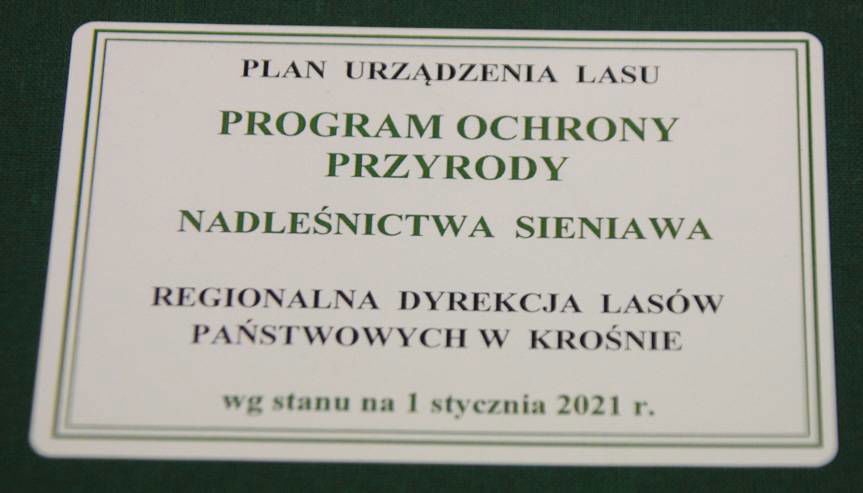 PLAN URZĄDZENIA LASU
PROGRAM OCHRONY
PRZYRODY
NADLEŚNICTWA SIENIAWA
REGIONALNA DYREKCJA LASÓW
PAŃSTWOWYCH W KROŚNIE
wg stanu na 1 stycznia 2021 r.